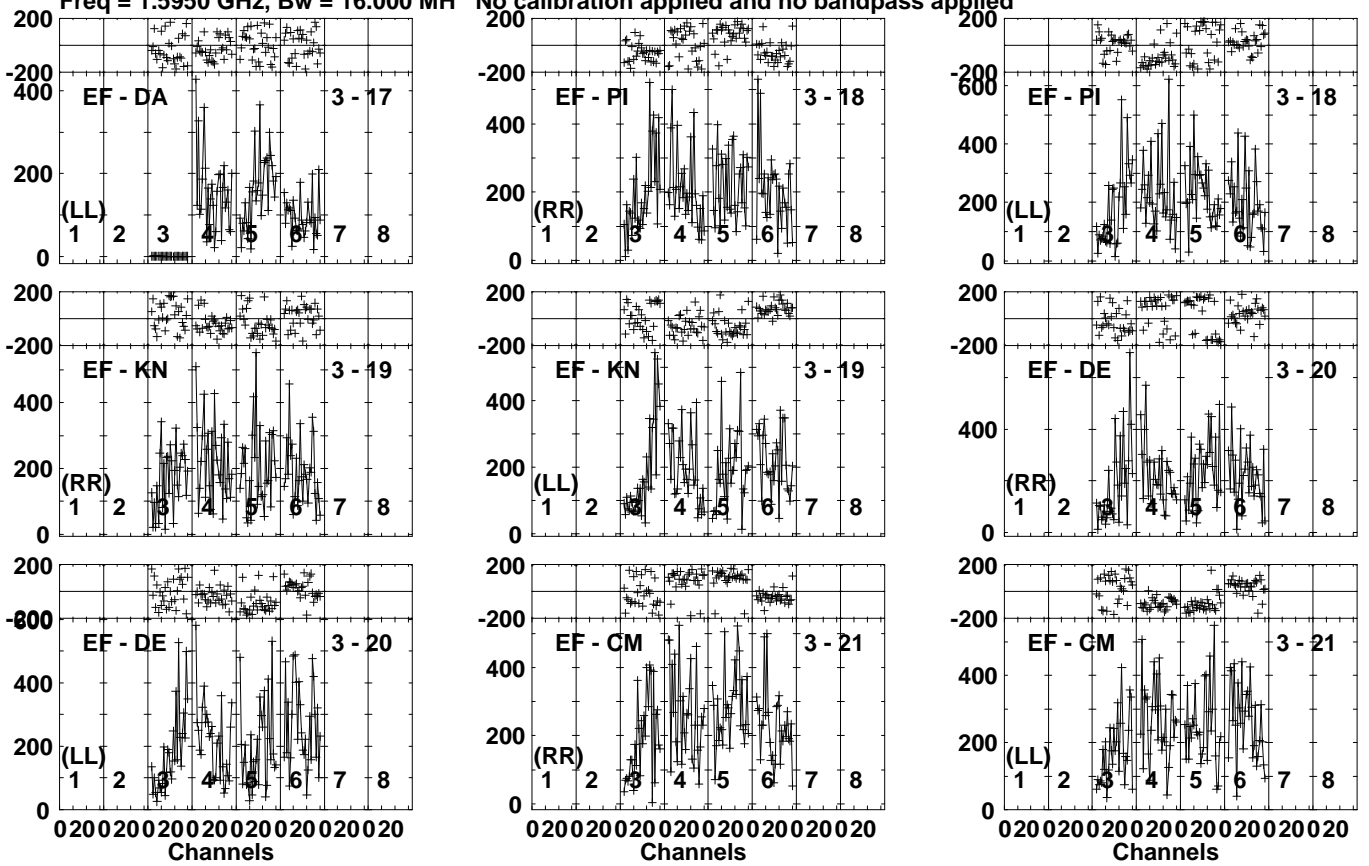 Freq = 1.5950 GHz, Bw = 16.000 MH   No calibration applied and no bandpass applied
200
-200
400
200
0
EF - DA 3 - 17
(LL)
1 2 3 4 5 6 7 8
200
-200
400
200
0
EF - PI 3 - 18
(RR)
1 2 3 4 5 6 7 8
200
-200
600
400
200
0
EF - PI 3 - 18
(LL)
1 2 3 4 5 6 7 8
200
-200
400
200
0
EF - KN 3 - 19
(RR)
1 2 3 4 5 6 7 8
200
-200
400
200
0
EF - KN 3 - 19
(LL)
1 2 3 4 5 6 7 8
200
-200
400
0
EF - DE 3 - 20
(RR)
1 2 3 4 5 6 7 8
200
-200
600
400
200
0
EF - DE 3 - 20
(LL)
1 2 3 4 5 6 7 8
0 20 0 20 0 20 0 20 0 20 0 20 0 20 0 20
Channels
200
-200
400
200
0
EF - CM 3 - 21
(RR)
1 2 3 4 5 6 7 8
0 20 0 20 0 20 0 20 0 20 0 20 0 20 0 20
Channels
200
-200
400
200
0
EF - CM 3 - 21
(LL)
1 2 3 4 5 6 7 8
0 20 0 20 0 20 0 20 0 20 0 20 0 20 0 20
Channels